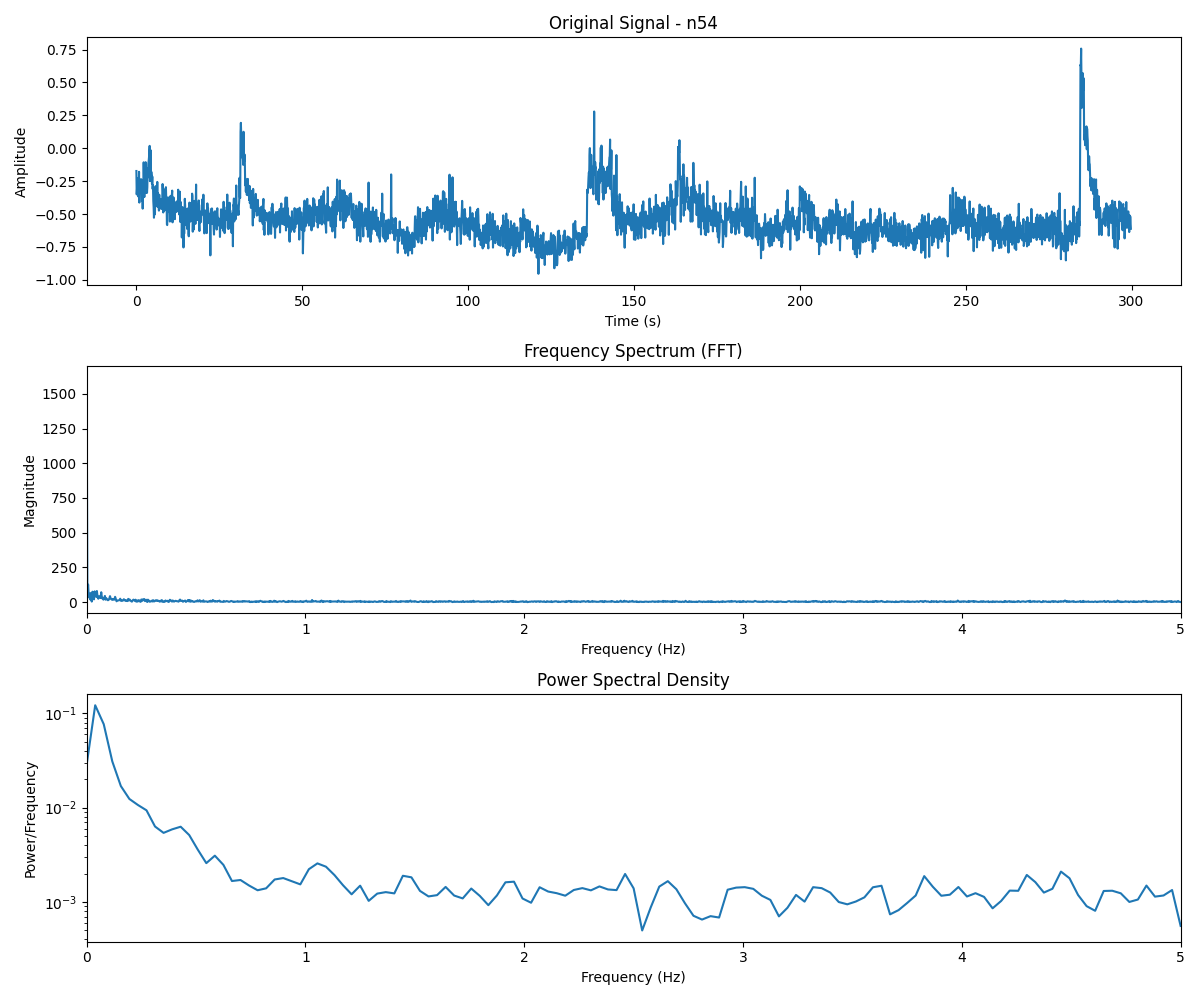 Original Signal - n54
0.75
0.50
0.25
0.00
−0.25
−0.50
−0.75
−1.00
Amplitude
0 50 100 150 200 250 300
Time (s)
Frequency Spectrum (FFT)
1500
1250
1000
750
500
250
0
Magnitude
0 1 2 3 4 5
Frequency (Hz)
Power Spectral Density
10⁻¹
10⁻²
10⁻³
Power/Frequency
0 1 2 3 4 5
Frequency (Hz)